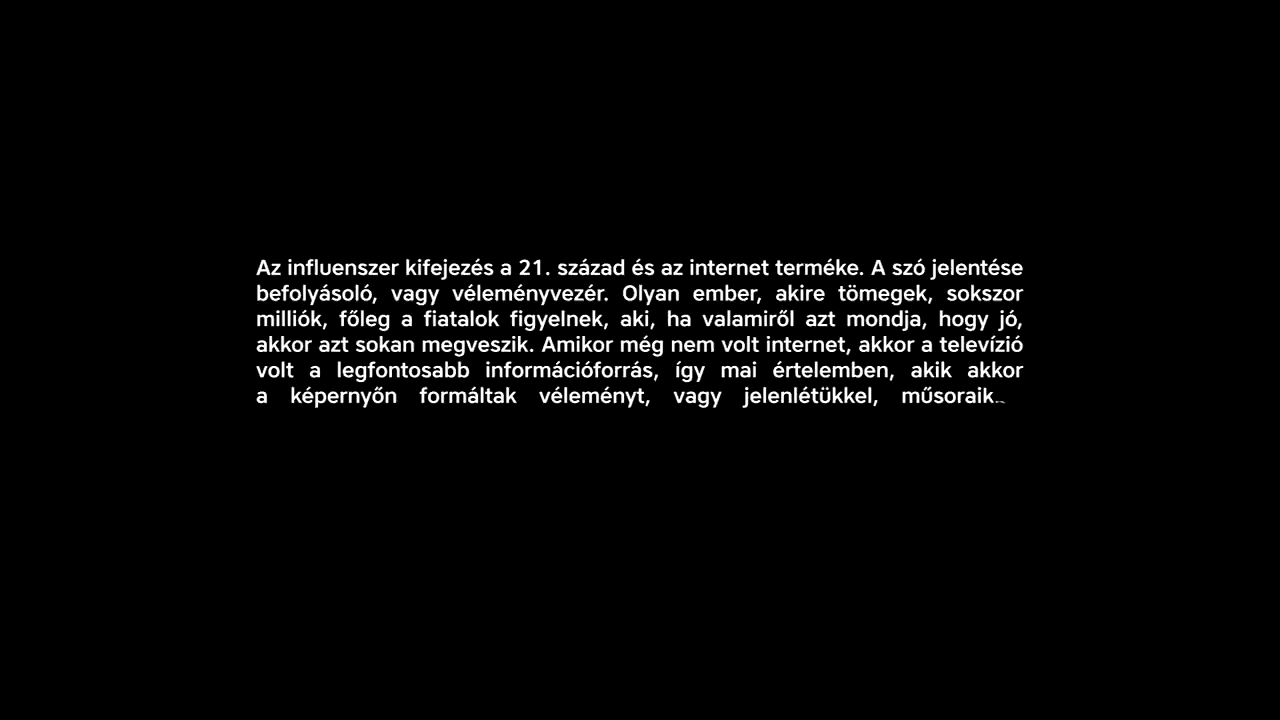 Az influenszer kifejezés a 21. század és az internet terméke. A szó jelentése
befolyásoló, vagy véleményvezér. Olyan ember, akire tömegek, sokszor
milliók, főleg a fiatalok figyelnek, aki, ha valamiről azt mondja, hogy jó,
akkor azt sokan megveszik. Amikor még nem volt internet, akkor a televízió
volt a legfontosabb információforrás, így mai értelemben, akik akkor
a képernyőn formáltak véleményt, vagy jelenlétükkel, műsoraik